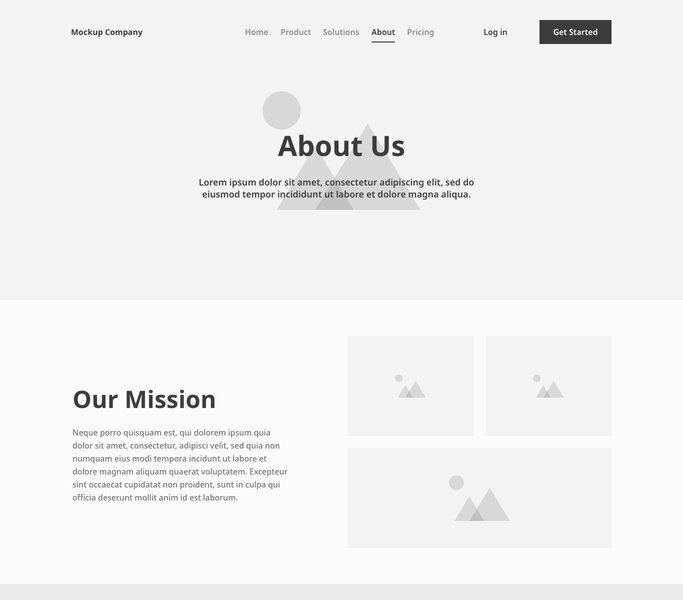 Mockup Company
Home
Product
Solutions
About
Pricing
Log in
Get Started
About Us
Lorem ipsum dolor sit amet, consectetur adipiscing elit, sed do
eiusmod tempor incididunt ut labore et dolore magna aliqua.
Our Mission
Neque porro quisquam est, qui dolorem ipsum quia
dolor sit amet, consectetur, adipisci velit, sed quia non
numquam eius modi tempora incidunt ut labore et
dolore magnam aliquam quaerat voluptatem. Excepteur
sint occaecat cupidatat non proident, sunt in culpa qui
officia deserunt mollit anim id est laborum.